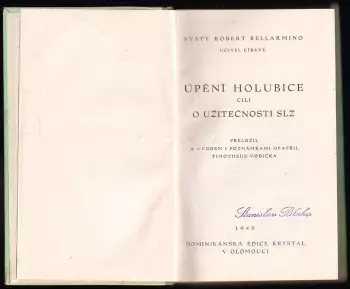 SVATÝ ROBERT BELLARMINO
UČITEL CÍRKVE
ÚPĚNÍ HOLUBICE
ČILI
O UŽITEČNOSTI SLZ
PŘELOŽIL
A ÚVODEM I POZNÁMKAMI OPATŘIL
TIMOTHEUS VODIČKA
Stanislav
1948
DOMINIKÁNSKÁ EDICE KRYSTAL
V OLOMOUCI